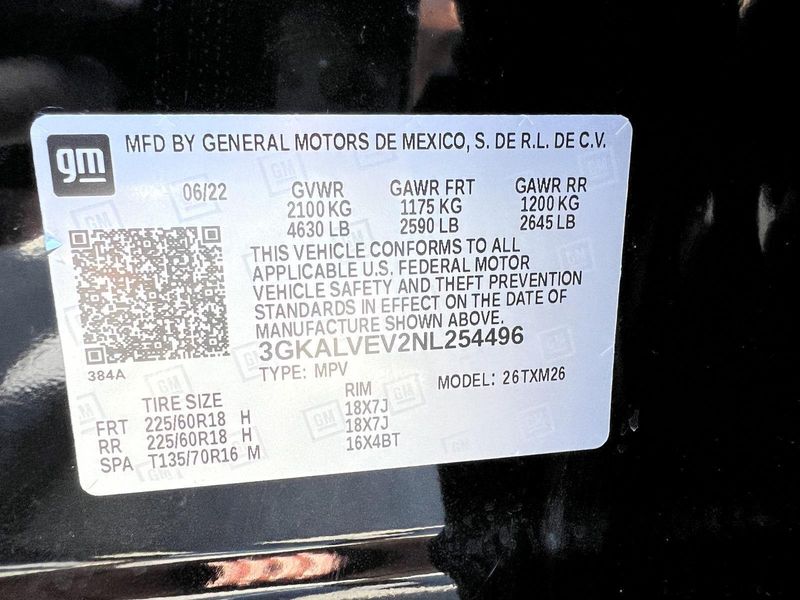 gm
MFD BY GENERAL MOTORS DE MEXICO, S. DE R.L. DE C.V.
06/22 GVWR GAWR FRT GAWR RR
2100 KG 1175 KG 1200 KG
4630 LB 2590 LB 2645 LB
THIS VEHICLE CONFORMS TO ALL
APPLICABLE U.S. FEDERAL MOTOR
VEHICLE SAFETY AND THEFT PREVENTION
STANDARDS IN EFFECT ON THE DATE OF
MANUFACTURE SHOWN ABOVE.
3GKALVEV2NL254496
384A
TYPE: MPV MODEL: 26TXM26
TIRE SIZE RIM
FRT 225/60R18 H 18X7J
RR 225/60R18 H 18X7J
SPA T135/70R16 M 16X4BT